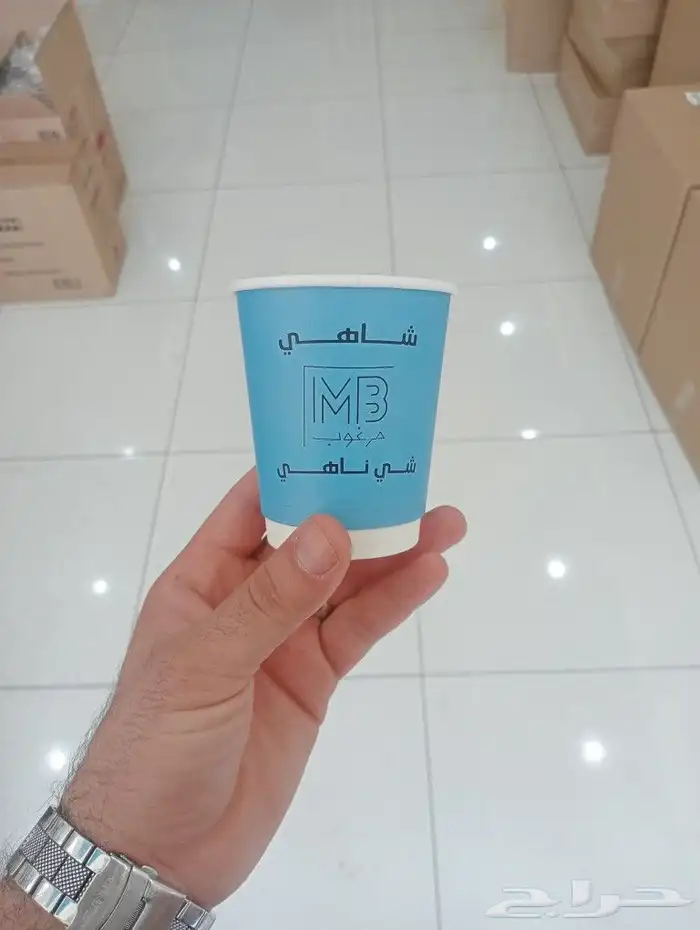 شاهي
MB
مرغوب
شي ناهي
حراج